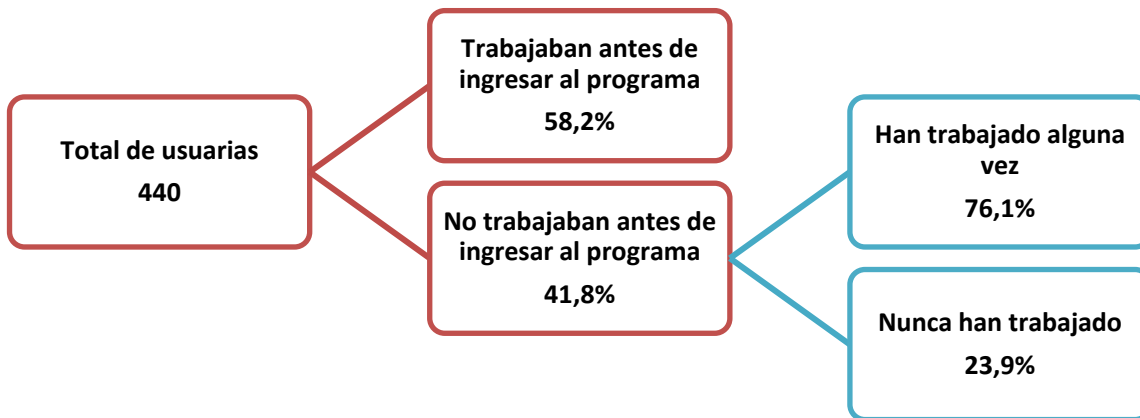 Total de usuarias
440
Trabajaban antes de
ingresar al programa
58,2%
No trabajaban antes de
ingresar al programa
41,8%
Han trabajado alguna
vez
76,1%
Nunca han trabajado
23,9%